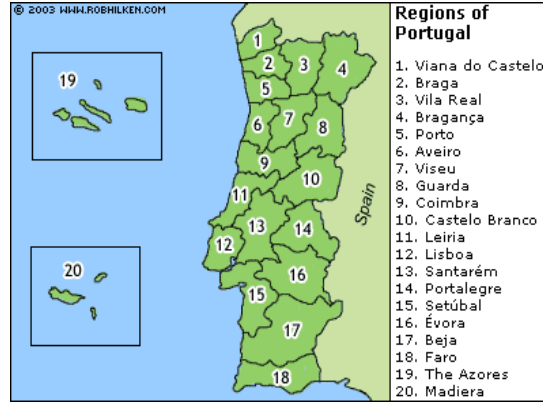 © 2003 WWW.ROBHILKEN.COM
Regions of
Portugal
1. Viana do Castelo
2. Braga
3. Vila Real
4. Bragança
5. Porto
6. Aveiro
7. Viseu
8. Guarda
9. Coimbra
10. Castelo Branco
11. Leiria
12. Lisboa
13. Santarém
14. Portalegre
15. Setúbal
16. Évora
17. Beja
18. Faro
19. The Azores
20. Madiera
1
2
3
4
5
6
7
8
9
10
11
12
13
14
15
16
17
18
19
20
Spain